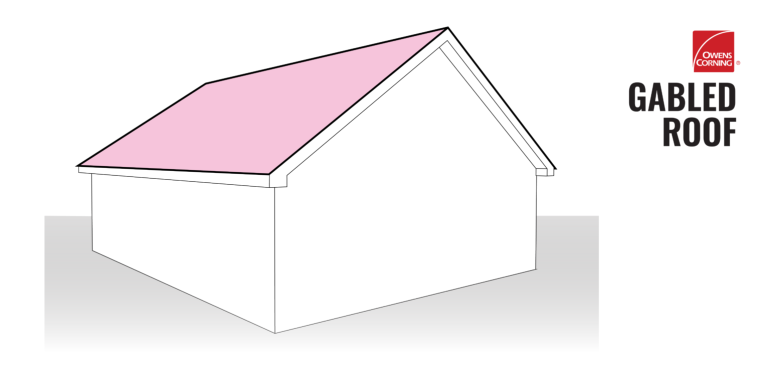 OWENS
CORNING ®
GABLED
ROOF